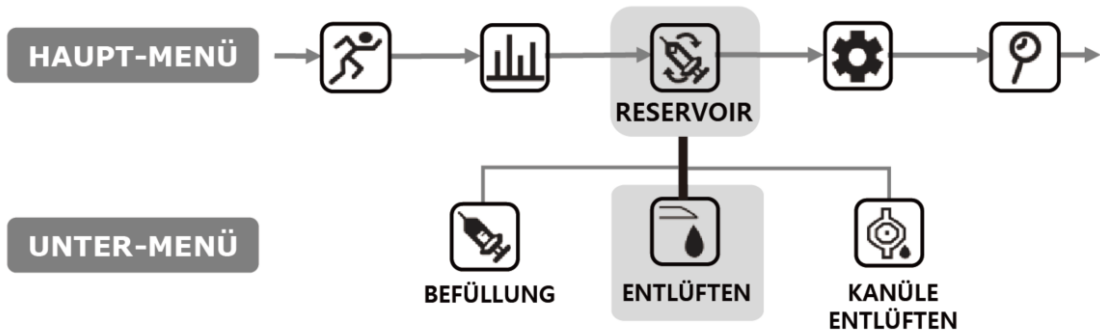 HAUPT-MENÜ
RESERVOIR
UNTER-MENÜ
BEFÜLLUNG
ENTLÜFTEN
KANÜLE
ENTLÜFTEN